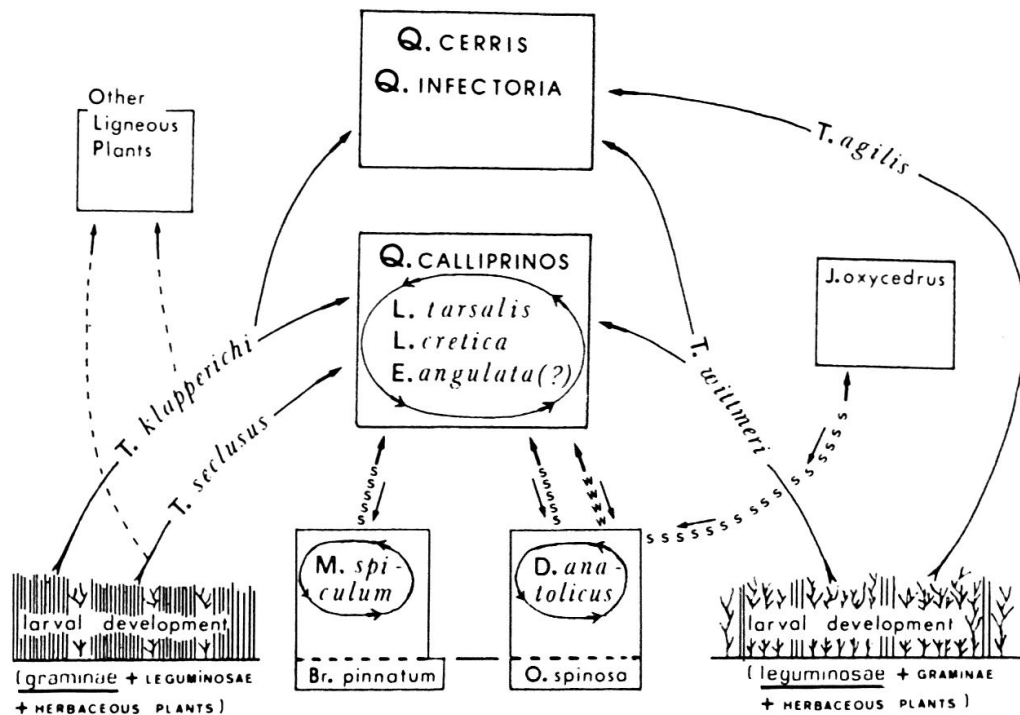 Q. CERRIS
Q. INFECTORIA
Other
Ligneous
Plants
T. agilis
Q. CALLIPRINOS
L. tarsalis
L. cretica
E. angulata(?)
J. oxycedrus
T. klapperichi
T. seclusus
T. wittmeri
s s s s s
s s s s s
w w w w
s s s s s s s s s s s s s s s s s s
M. spi-
culum
D. ana-
tolicus
larval development
larval development
Br. pinnatum
O. spinosa
(graminae + LEGUMINOSAE
+ HERBACEOUS PLANTS)
(leguminosae + GRAMINAE
+ HERBACEOUS PLANTS)